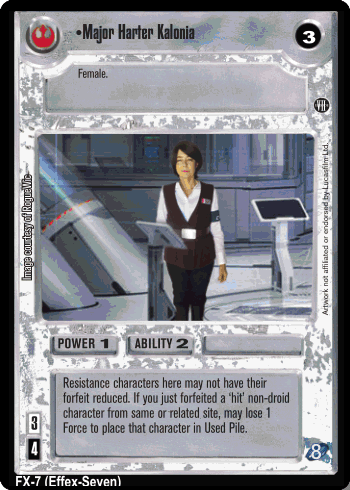 •Major Harter Kalonia
3
Female.
VII
Image courtesy of RogueVic
Artwork not affiliated or endorsed by Lucasfilm Ltd.
POWER 1
ABILITY 2
Resistance characters here may not have their
forfeit reduced. If you just forfeited a 'hit' non-droid
character from same or related site, may lose 1
Force to place that character in Used Pile.
3
4
8
FX-7 (Effex-Seven)